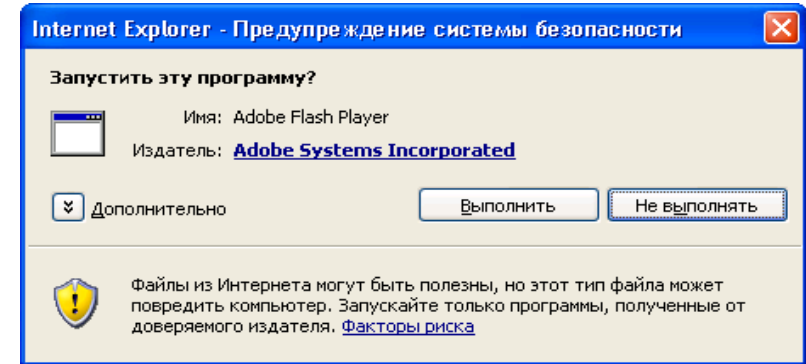 Internet Explorer - Предупреждение системы безопасности
Запустить эту программу?
Имя: Adobe Flash Player
Издатель: Adobe Systems Incorporated
Дополнительно
Выполнить
Не выполнять
Файлы из Интернета могут быть полезны, но этот тип файла может
повредить компьютер. Запускайте только программы, полученные от
доверяемого издателя. Факторы риска